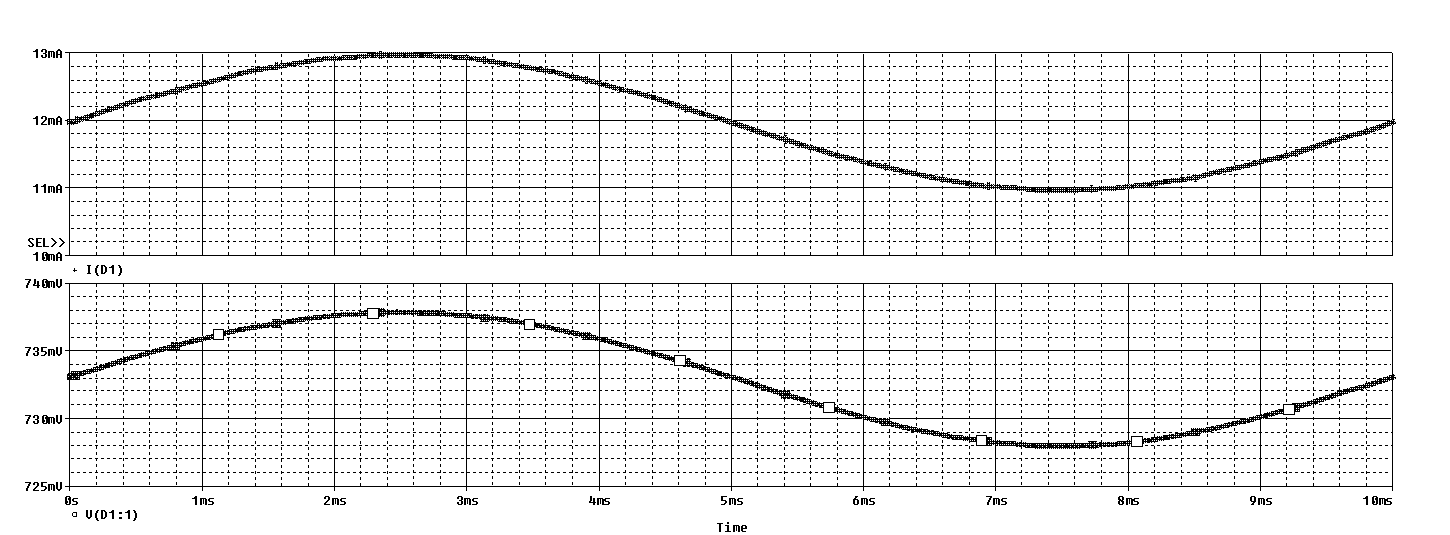 13mA
12mA
11mA
SEL>>
10mA
I(D1)
740mV
735mV
730mV
725mV
0s 1ms 2ms 3ms 4ms 5ms 6ms 7ms 8ms 9ms 10ms
V(D1:1)
Time